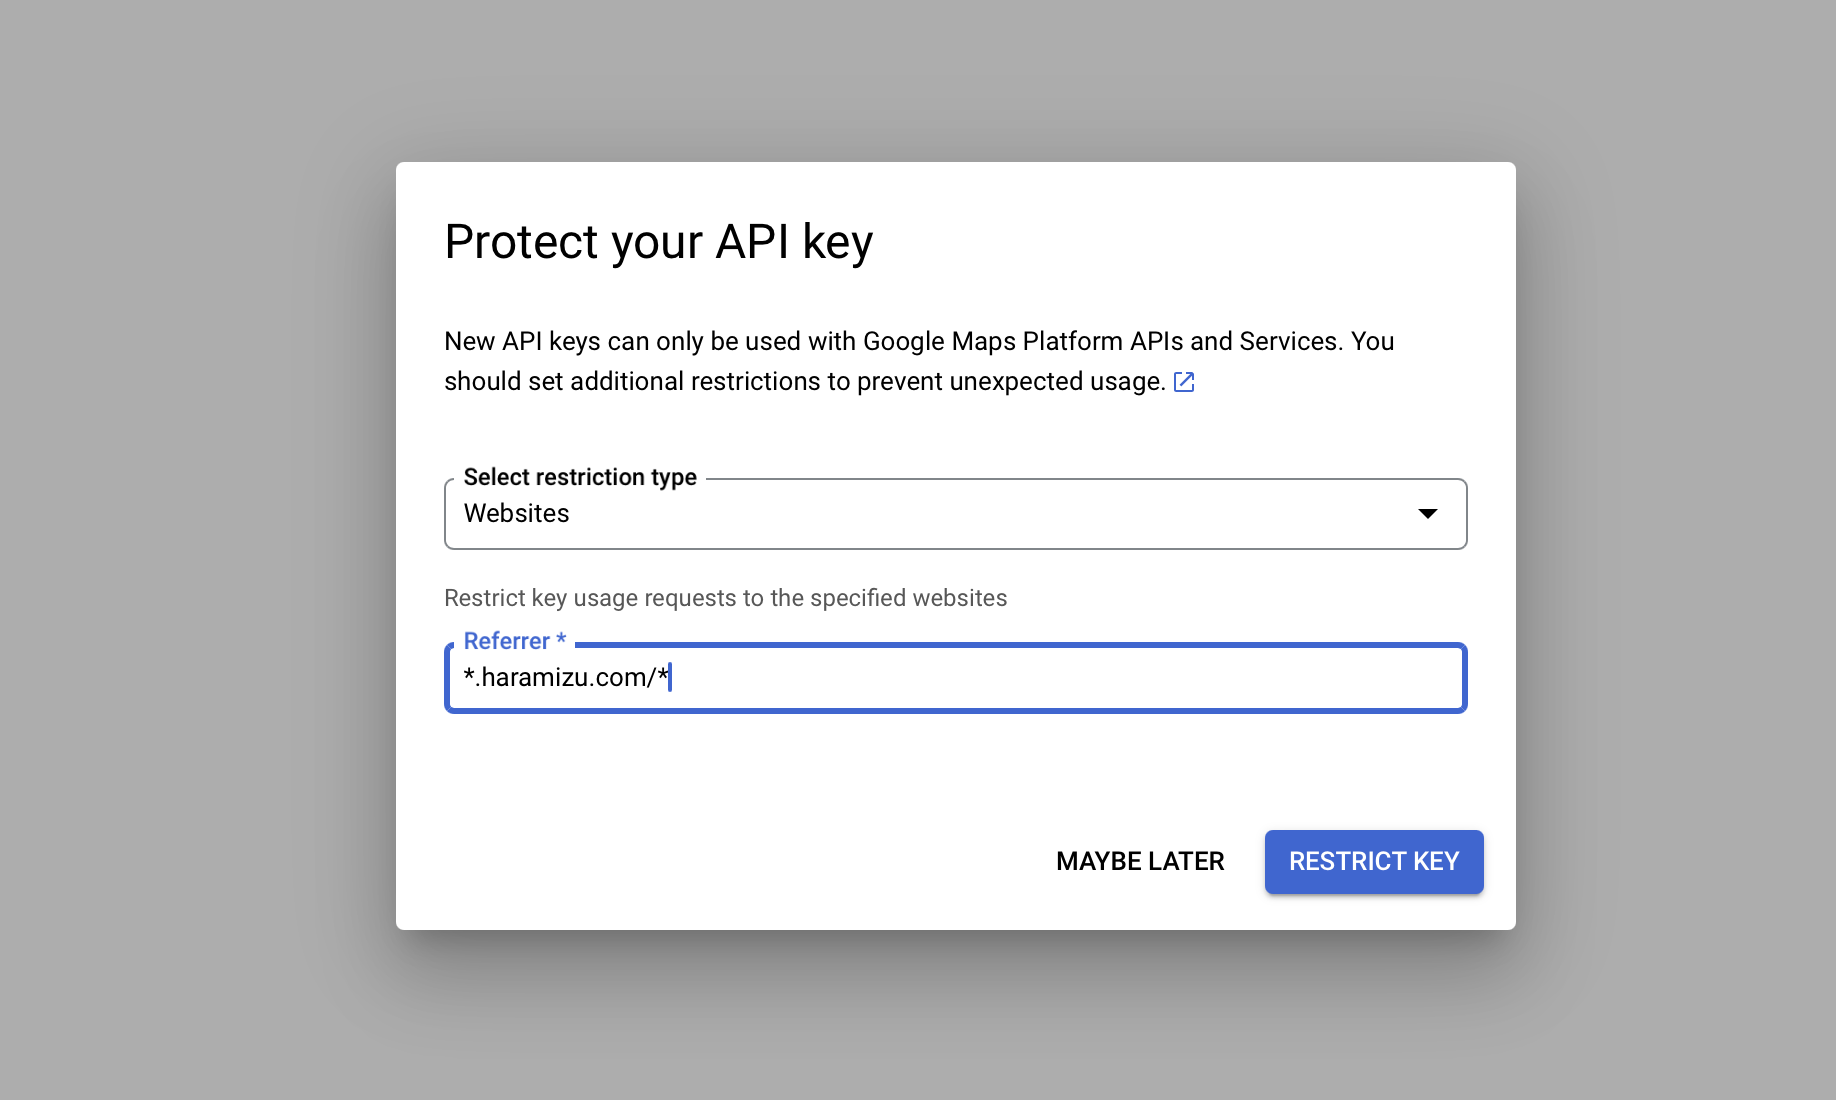 Protect your API key
New API keys can only be used with Google Maps Platform APIs and Services. You
should set additional restrictions to prevent unexpected usage.
Select restriction type
Websites
Restrict key usage requests to the specified websites
Referrer *
*.haramizu.com/*
MAYBE LATER
RESTRICT KEY